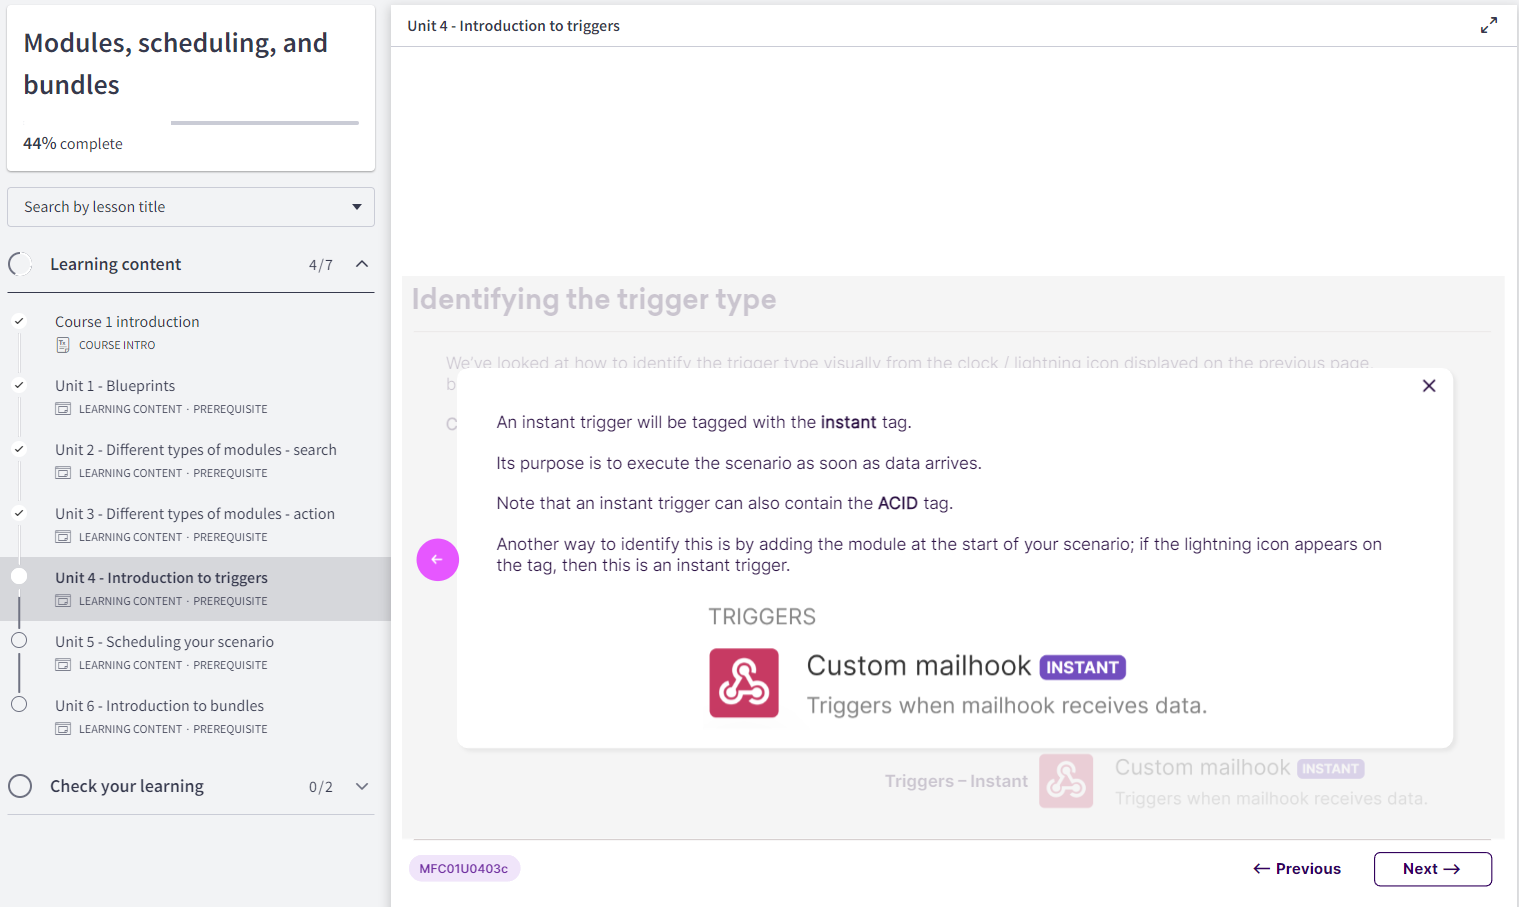 Modules, scheduling, and
bundles
44% complete
Search by lesson title
Learning content 4/7
Course 1 introduction
COURSE INTRO
Unit 1 - Blueprints
LEARNING CONTENT · PREREQUISITE
Unit 2 - Different types of modules - search
LEARNING CONTENT · PREREQUISITE
Unit 3 - Different types of modules - action
LEARNING CONTENT · PREREQUISITE
Unit 4 - Introduction to triggers
LEARNING CONTENT · PREREQUISITE
Unit 5 - Scheduling your scenario
LEARNING CONTENT · PREREQUISITE
Unit 6 - Introduction to bundles
LEARNING CONTENT · PREREQUISITE
Check your learning 0/2
Unit 4 - Introduction to triggers
Identifying the trigger type
We've looked at how to identify the trigger type visually from the clock / lightning icon displayed on the previous page,
An instant trigger will be tagged with the instant tag.
Its purpose is to execute the scenario as soon as data arrives.
Note that an instant trigger can also contain the ACID tag.
Another way to identify this is by adding the module at the start of your scenario; if the lightning icon appears on
the tag, then this is an instant trigger.
TRIGGERS
Custom mailhook INSTANT
Triggers when mailhook receives data.
Triggers – Instant
Custom mailhook INSTANT
Triggers when mailhook receives data.
MFC01U0403c
← Previous
Next →